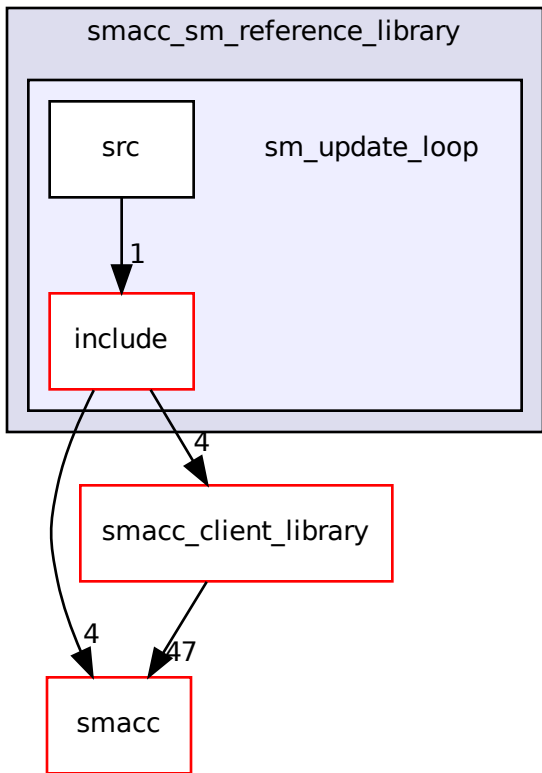 smacc_sm_reference_library
src
sm_update_loop
1
include
4
smacc_client_library
4
47
smacc